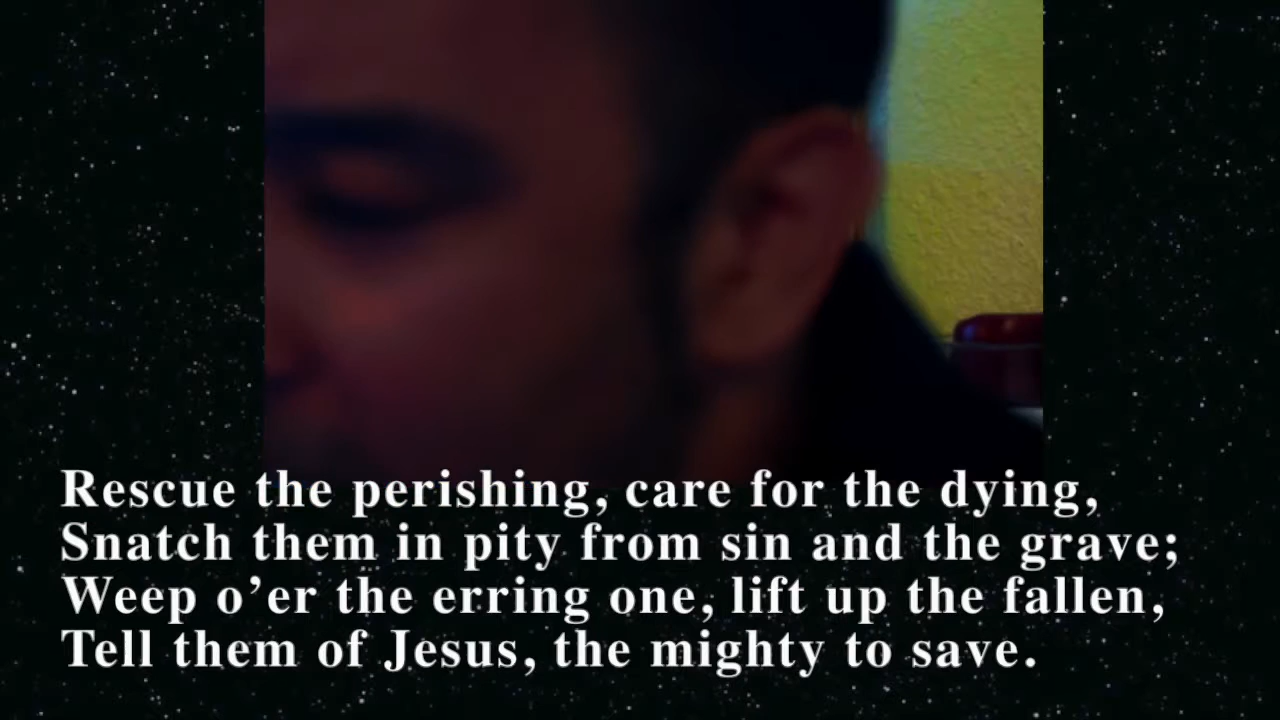 Rescue the perishing, care for the dying,
Snatch them in pity from sin and the grave;
Weep o’er the erring one, lift up the fallen,
Tell them of Jesus, the mighty to save.